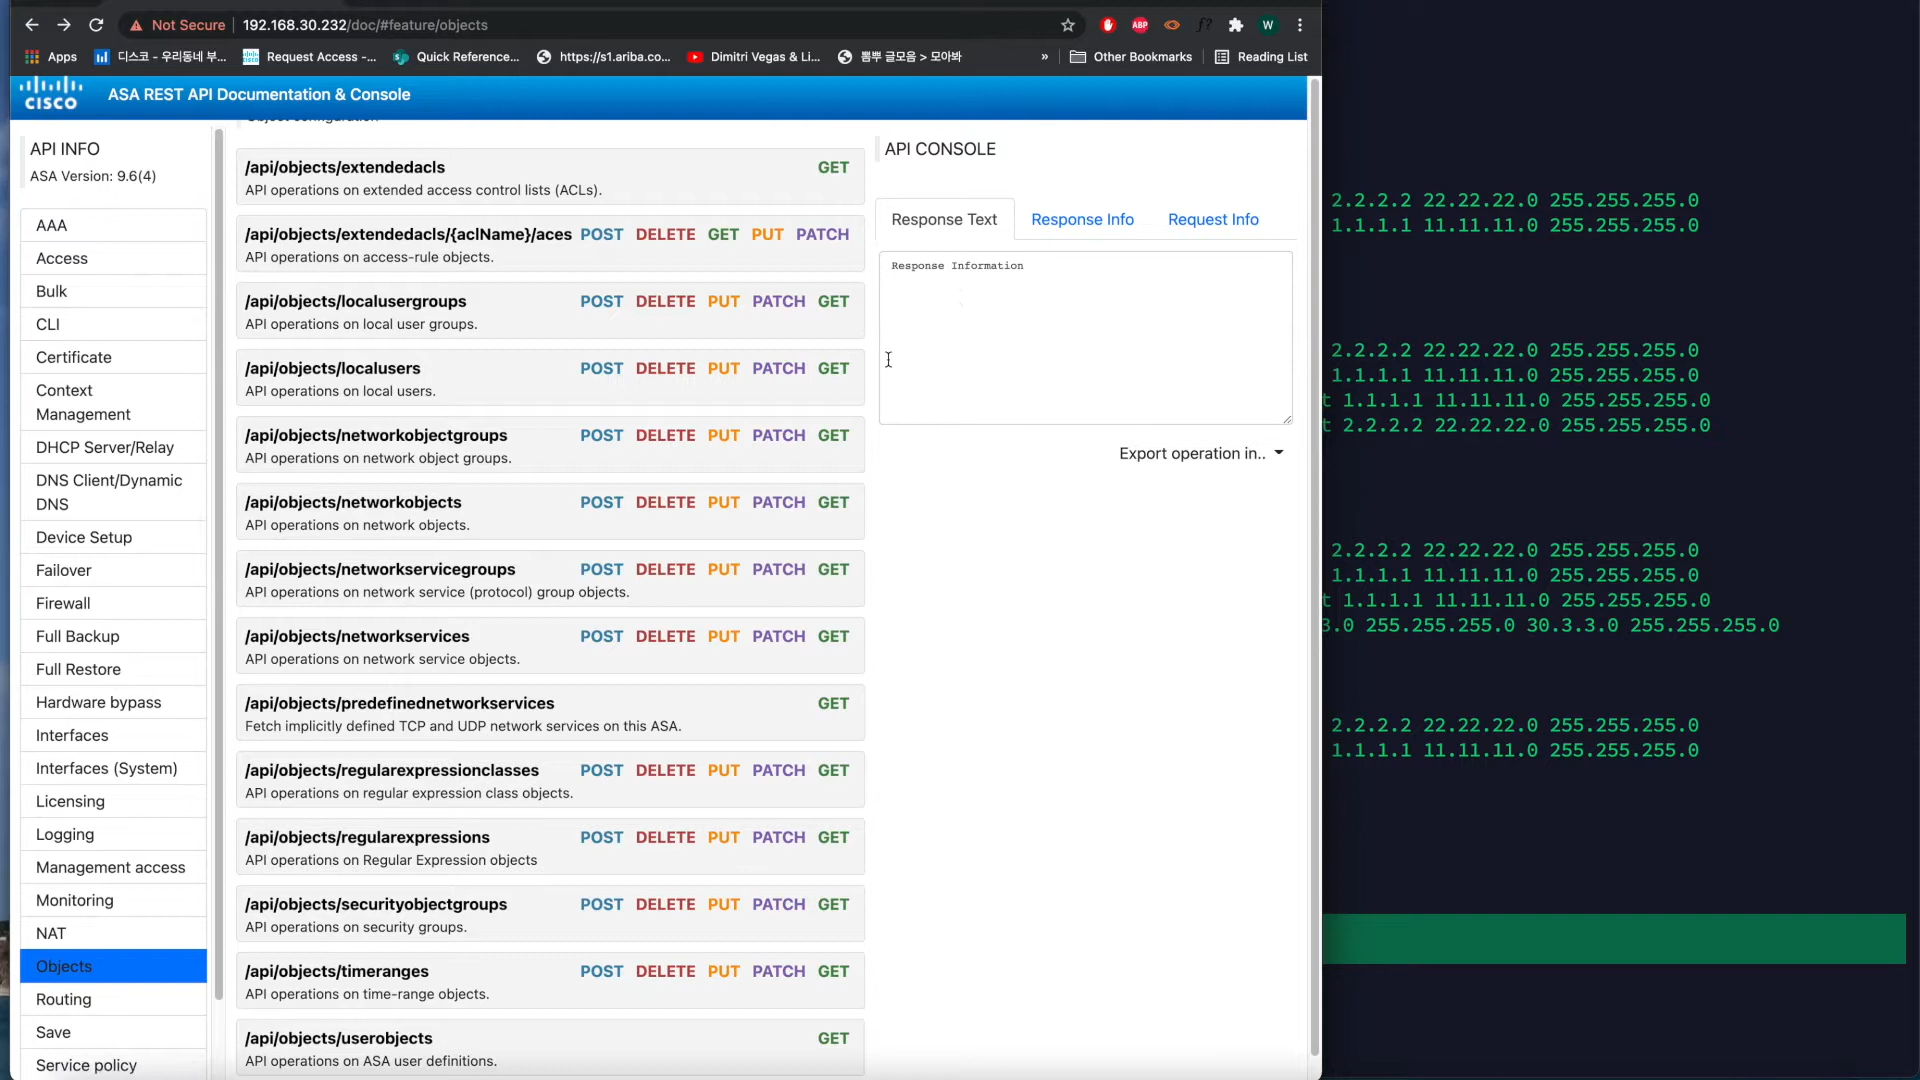 Not Secure
192.168.30.232/doc/#feature/objects
ABP
f?
W
Apps
디스코 - 우리동네 부...
Request Access -...
Quick Reference...
https://s1.ariba.co...
Dimitri Vegas & Li...
뽐뿌 글모음 > 모아봐
»
Other Bookmarks
Reading List
CISCO
ASA REST API Documentation & Console
API INFO
ASA Version: 9.6(4)
AAA
Access
Bulk
CLI
Certificate
Context
Management
DHCP Server/Relay
DNS Client/Dynamic
DNS
Device Setup
Failover
Firewall
Full Backup
Full Restore
Hardware bypass
Interfaces
Interfaces (System)
Licensing
Logging
Management access
Monitoring
NAT
Objects
Routing
Save
Service policy
/api/objects/extendedacls GET
API operations on extended access control lists (ACLs).
/api/objects/extendedacls/{aclName}/aces POST DELETE GET PUT PATCH
API operations on access-rule objects.
/api/objects/localusergroups POST DELETE PUT PATCH GET
API operations on local user groups.
/api/objects/localusers POST DELETE PUT PATCH GET
API operations on local users.
/api/objects/networkobjectgroups POST DELETE PUT PATCH GET
API operations on network object groups.
/api/objects/networkobjects POST DELETE PUT PATCH GET
API operations on network objects.
/api/objects/networkservicegroups POST DELETE PUT PATCH GET
API operations on network service (protocol) group objects.
/api/objects/networkservices POST DELETE PUT PATCH GET
API operations on network service objects.
/api/objects/predefinednetworkservices GET
Fetch implicitly defined TCP and UDP network services on this ASA.
/api/objects/regularexpressionclasses POST DELETE PUT PATCH GET
API operations on regular expression class objects.
/api/objects/regularexpressions POST DELETE PUT PATCH GET
API operations on Regular Expression objects
/api/objects/securityobjectgroups POST DELETE PUT PATCH GET
API operations on security groups.
/api/objects/timeranges POST DELETE PUT PATCH GET
API operations on time-range objects.
/api/objects/userobjects GET
API operations on ASA user definitions.
API CONSOLE
Response Text
Response Info
Request Info
Response Information
Export operation in..
2.2.2.2 22.22.22.0 255.255.255.0
1.1.1.1 11.11.11.0 255.255.255.0
2.2.2.2 22.22.22.0 255.255.255.0
1.1.1.1 11.11.11.0 255.255.255.0
t 1.1.1.1 11.11.11.0 255.255.255.0
t 2.2.2.2 22.22.22.0 255.255.255.0
2.2.2.2 22.22.22.0 255.255.255.0
1.1.1.1 11.11.11.0 255.255.255.0
t 1.1.1.1 11.11.11.0 255.255.255.0
3.0 255.255.255.0 30.3.3.0 255.255.255.0
2.2.2.2 22.22.22.0 255.255.255.0
1.1.1.1 11.11.11.0 255.255.255.0